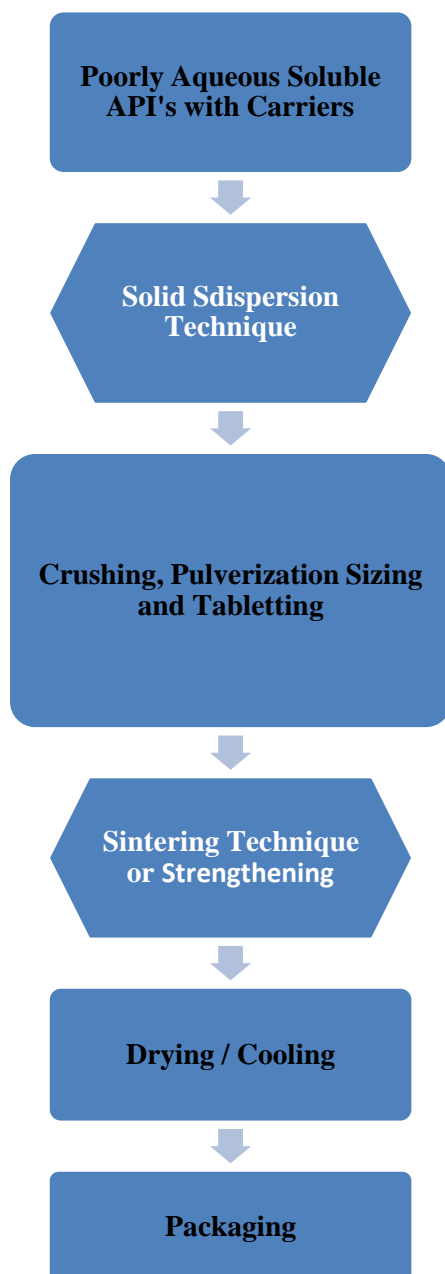 Poorly Aqueous Soluble
API's with Carriers
Solid Sdispersion
Technique
Crushing, Pulverization Sizing
and Tabletting
Sintering Technique
or Strengthening
Drying / Cooling
Packaging